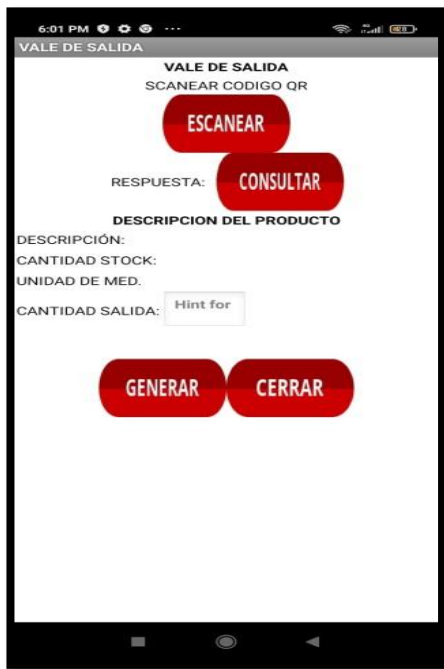 6:01 PM ...
VALE DE SALIDA
VALE DE SALIDA
SCANEAR CODIGO QR
ESCANEAR
RESPUESTA: CONSULTAR
DESCRIPCION DEL PRODUCTO
DESCRIPCIÓN:
CANTIDAD STOCK:
UNIDAD DE MED.
CANTIDAD SALIDA: Hint for
GENERAR CERRAR